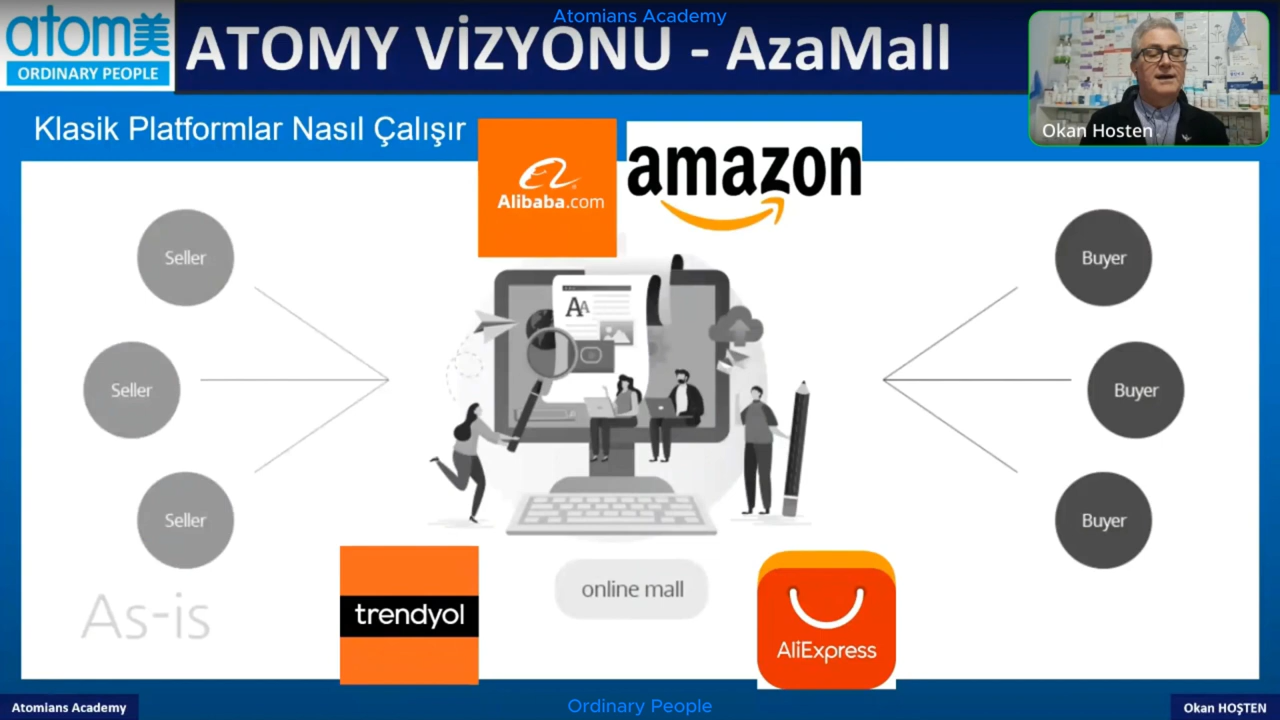 Atomians Academy
atom美
ORDINARY PEOPLE
ATOMY VİZYONU - AzaMall
Okan Hosten
Klasik Platformlar Nasıl Çalışır
Alibaba.com
amazon
Seller
Seller
Seller
AA
Buyer
Buyer
Buyer
As-is
trendyol
online mall
AliExpress
Atomians Academy
Ordinary People
Okan HOŞTEN